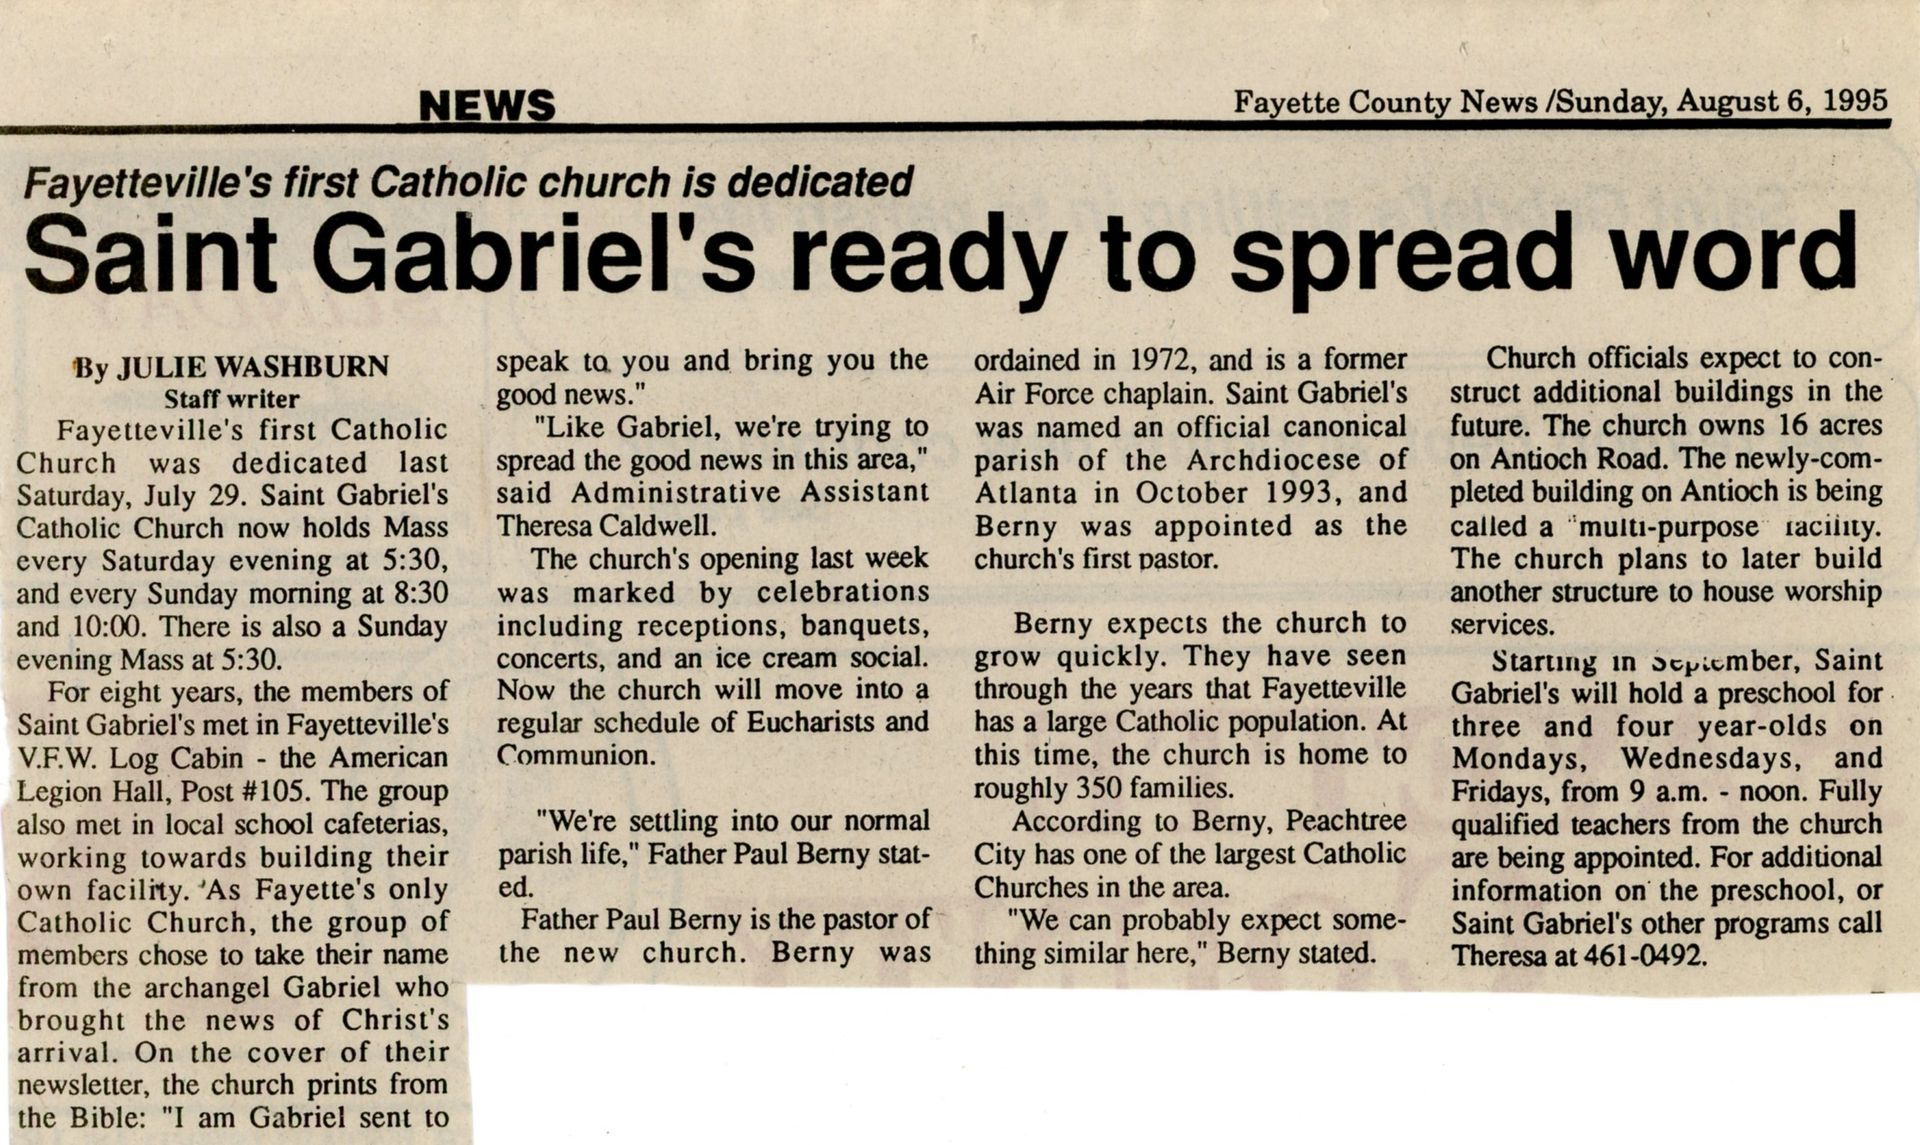 NEWS
Fayette County News /Sunday, August 6, 1995
Fayetteville's first Catholic church is dedicated
Saint Gabriel's ready to spread word
By JULIE WASHBURN
Staff writer
Fayetteville's first Catholic
Church was dedicated last
Saturday, July 29. Saint Gabriel's
Catholic Church now holds Mass
every Saturday evening at 5:30,
and every Sunday morning at 8:30
and 10:00. There is also a Sunday
evening Mass at 5:30.
For eight years, the members of
Saint Gabriel's met in Fayetteville's
V.F.W. Log Cabin - the American
Legion Hall, Post #105. The group
also met in local school cafeterias,
working towards building their
own facility. 'As Fayette's only
Catholic Church, the group of
members chose to take their name
from the archangel Gabriel who
brought the news of Christ's
arrival. On the cover of their
newsletter, the church prints from
the Bible: "I am Gabriel sent to
speak to you and bring you the
good news."
"Like Gabriel, we're trying to
spread the good news in this area,"
said Administrative Assistant
Theresa Caldwell.
The church's opening last week
was marked by celebrations
including receptions, banquets,
concerts, and an ice cream social.
Now the church will move into a
regular schedule of Eucharists and
Communion.
"We're settling into our normal
parish life," Father Paul Berny stat-
ed.
Father Paul Berny is the pastor of
the new church. Berny was
ordained in 1972, and is a former
Air Force chaplain. Saint Gabriel's
was named an official canonical
parish of the Archdiocese of
Atlanta in October 1993, and
Berny was appointed as the
church's first pastor.
Berny expects the church to
grow quickly. They have seen
through the years that Fayetteville
has a large Catholic population. At
this time, the church is home to
roughly 350 families.
According to Berny, Peachtree
City has one of the largest Catholic
Churches in the area.
"We can probably expect some-
thing similar here," Berny stated.
Church officials expect to con-
struct additional buildings in the
future. The church owns 16 acres
on Antioch Road. The newly-com-
pleted building on Antioch is being
called a "multi-purpose" facility.
The church plans to later build
another structure to house worship
services.
Starting in September, Saint
Gabriel's will hold a preschool for
three and four year-olds on
Mondays, Wednesdays, and
Fridays, from 9 a.m. - noon. Fully
qualified teachers from the church
are being appointed. For additional
information on the preschool, or
Saint Gabriel's other programs call
Theresa at 461-0492.